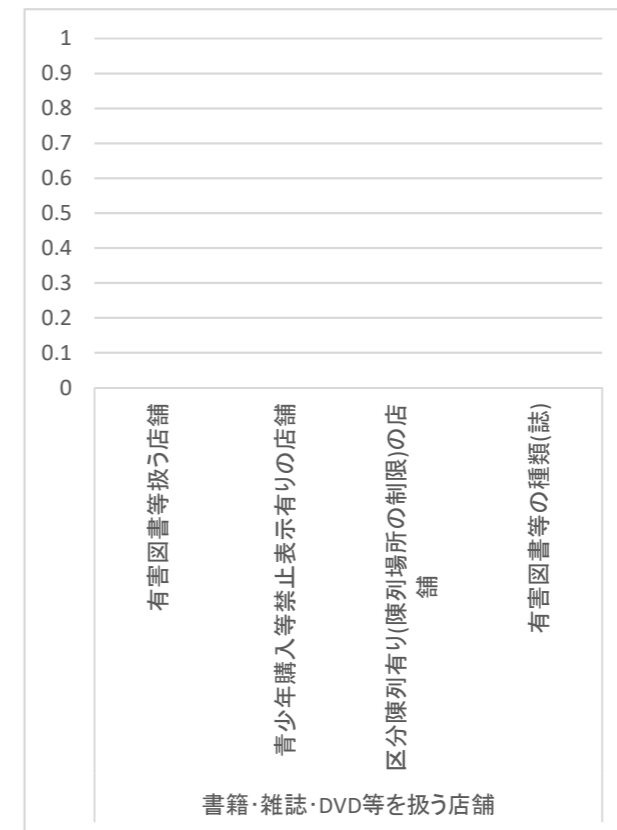 1
0.9
0.8
0.7
0.6
0.5
0.4
0.3
0.2
0.1
0
有害図書等扱う店舗
青少年購入等禁止表示有りの店舗
区分陳列有り(陳列場所の制限)の店
舗
有害図書等の種類(誌)
書籍・雑誌・DVD等を扱う店舗